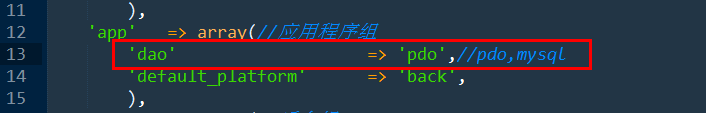 11 ),
12 'app' => array(//应用程序组
13 'dao' => 'pdo',//pdo,mysql
14 'default_platform' => 'back',
15 ),